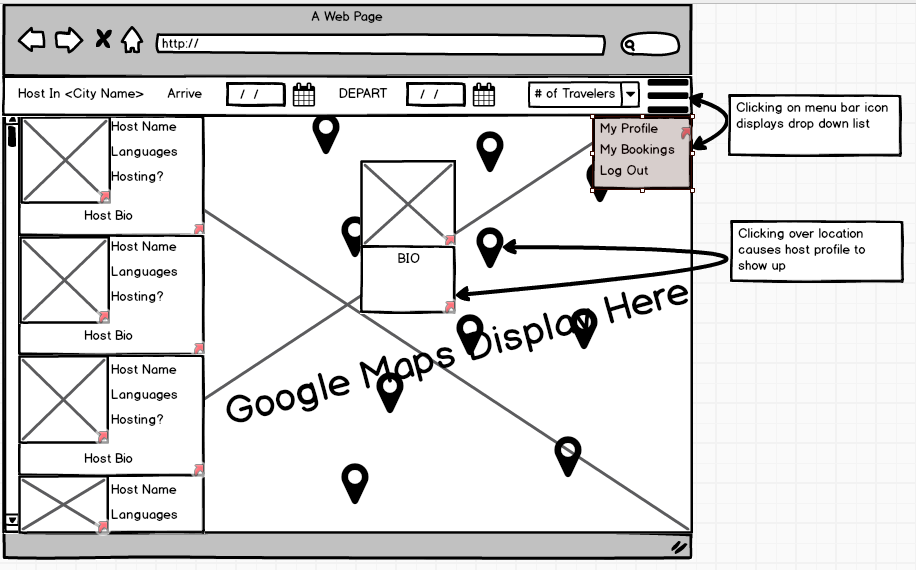 A Web Page
http://
Host In <City Name>
Arrive
/ /
DEPART
/ /
# of Travelers
Clicking on menu bar icon
displays drop down list
My Profile
My Bookings
Log Out
Host Name
Languages
Hosting?
Host Bio
Host Name
Languages
Hosting?
Host Bio
Host Name
Languages
Hosting?
Host Bio
Host Name
Languages
BIO
Clicking over location
causes host profile to
show up
Google Maps Display Here